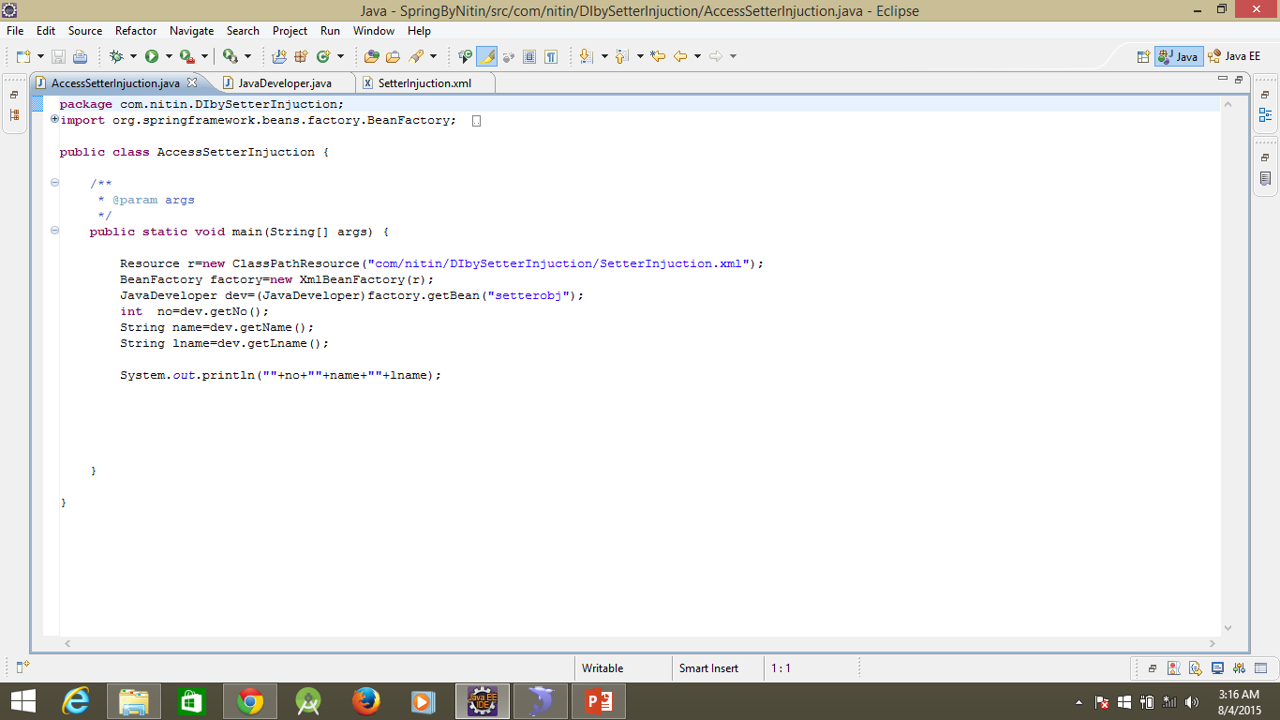 Java - SpringByNitin/src/com/nitin/DIbySetterInjuction/AccessSetterInjuction.java - Eclipse
File Edit Source Refactor Navigate Search Project Run Window Help
Java Java EE
AccessSetterInjuction.java JavaDeveloper.java SetterInjuction.xml
package com.nitin.DIbySetterInjuction;
import org.springframework.beans.factory.BeanFactory;
public class AccessSetterInjuction {
/**
* @param args
*/
public static void main(String[] args) {
Resource r=new ClassPathResource("com/nitin/DIbySetterInjuction/SetterInjuction.xml");
BeanFactory factory=new XmlBeanFactory(r);
JavaDeveloper dev=(JavaDeveloper)factory.getBean("setterobj");
int  no=dev.getNo();
String name=dev.getName();
String lname=dev.getLname();
System.out.println(""+no+""+name+""+lname);
}
}
Writable Smart Insert 1 : 1
Java EE
IDE
3:16 AM
8/4/2015